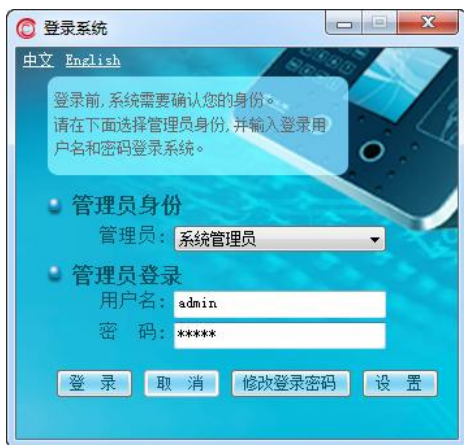 登录系统
中文 English
登录前,系统需要确认您的身份。
请在下面选择管理员身份,并输入登录用
户名和密码登录系统。
管理员身份
管理员: 系统管理员
管理员登录
用户名: admin
密 码: *****
登 录 取 消 修改登录密码 设 置